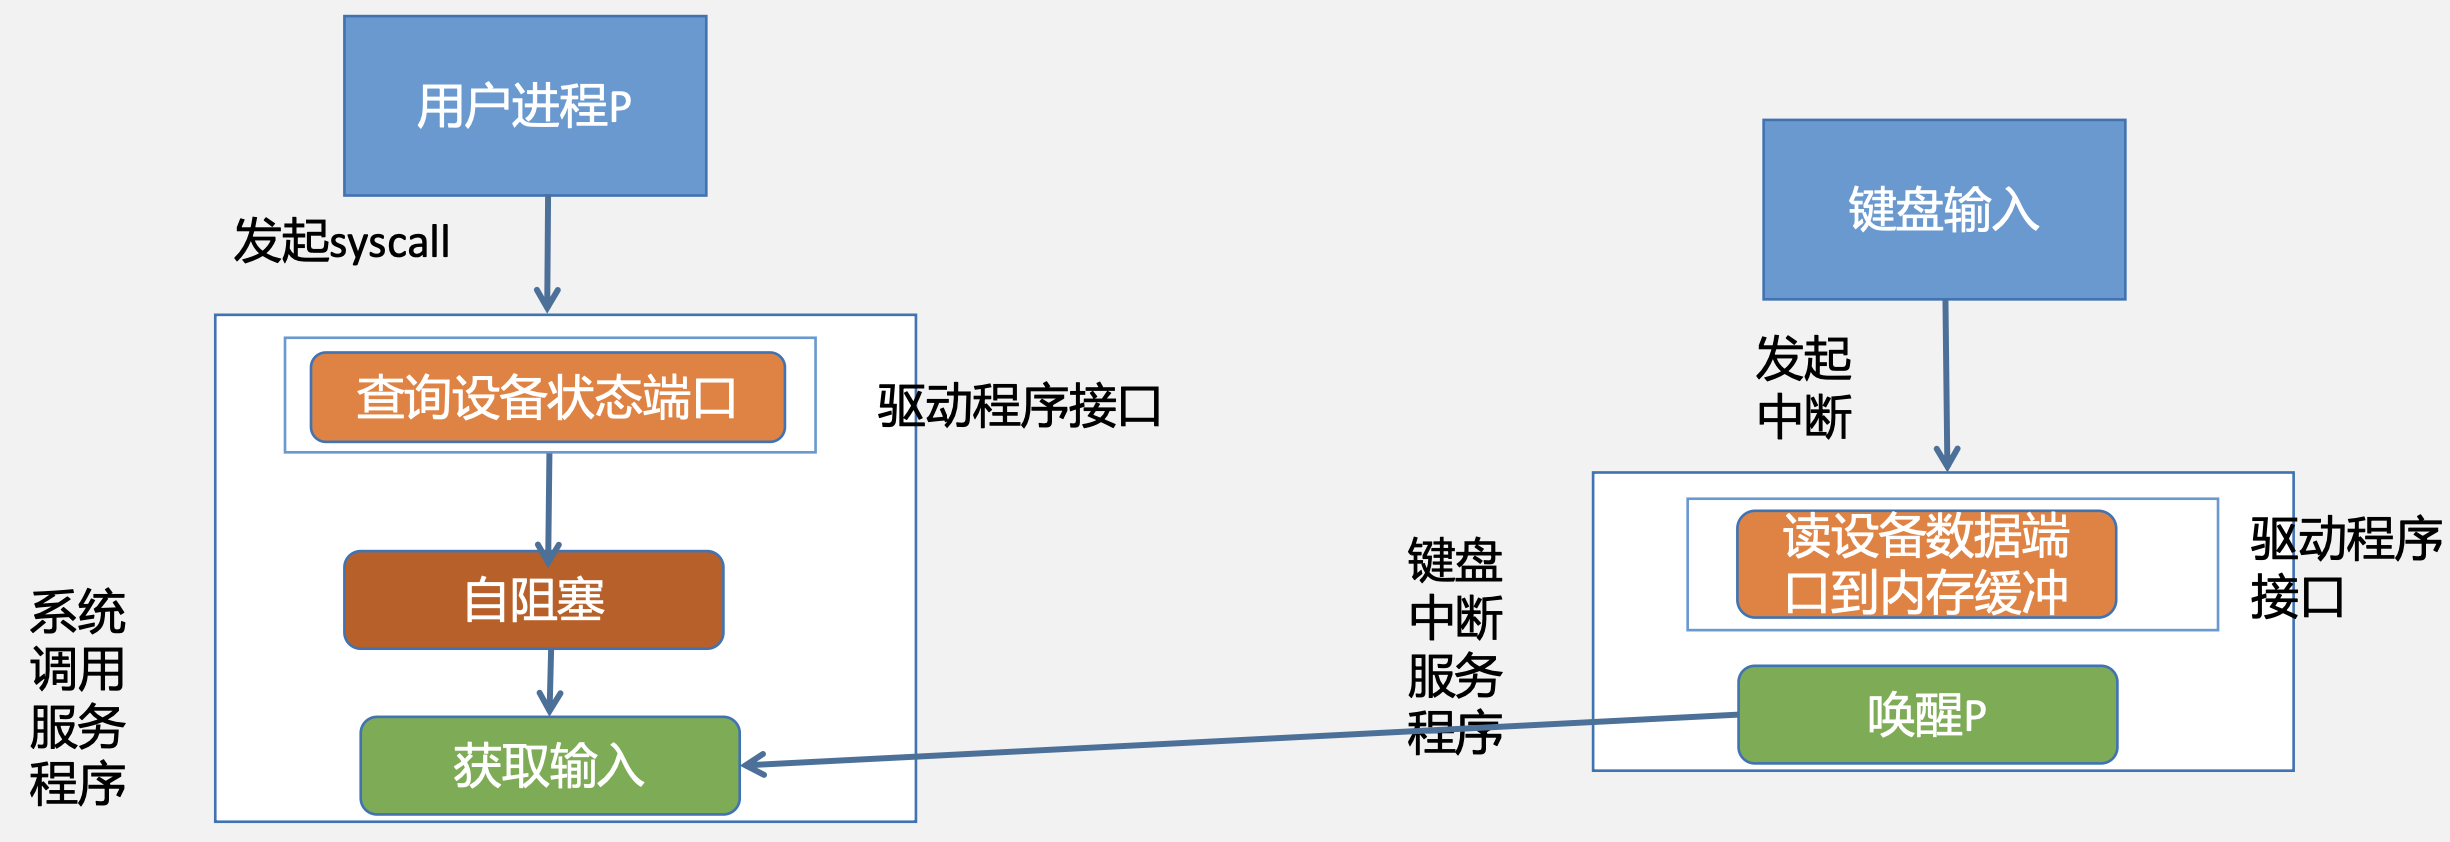 用户进程P
发起syscall
查询设备状态端口
驱动程序接口
自阻塞
获取输入
系统
调用
服务
程序
键盘输入
发起
中断
读设备数据端
口到内存缓冲
驱动程序
接口
唤醒P
键盘
中断
服务
程序